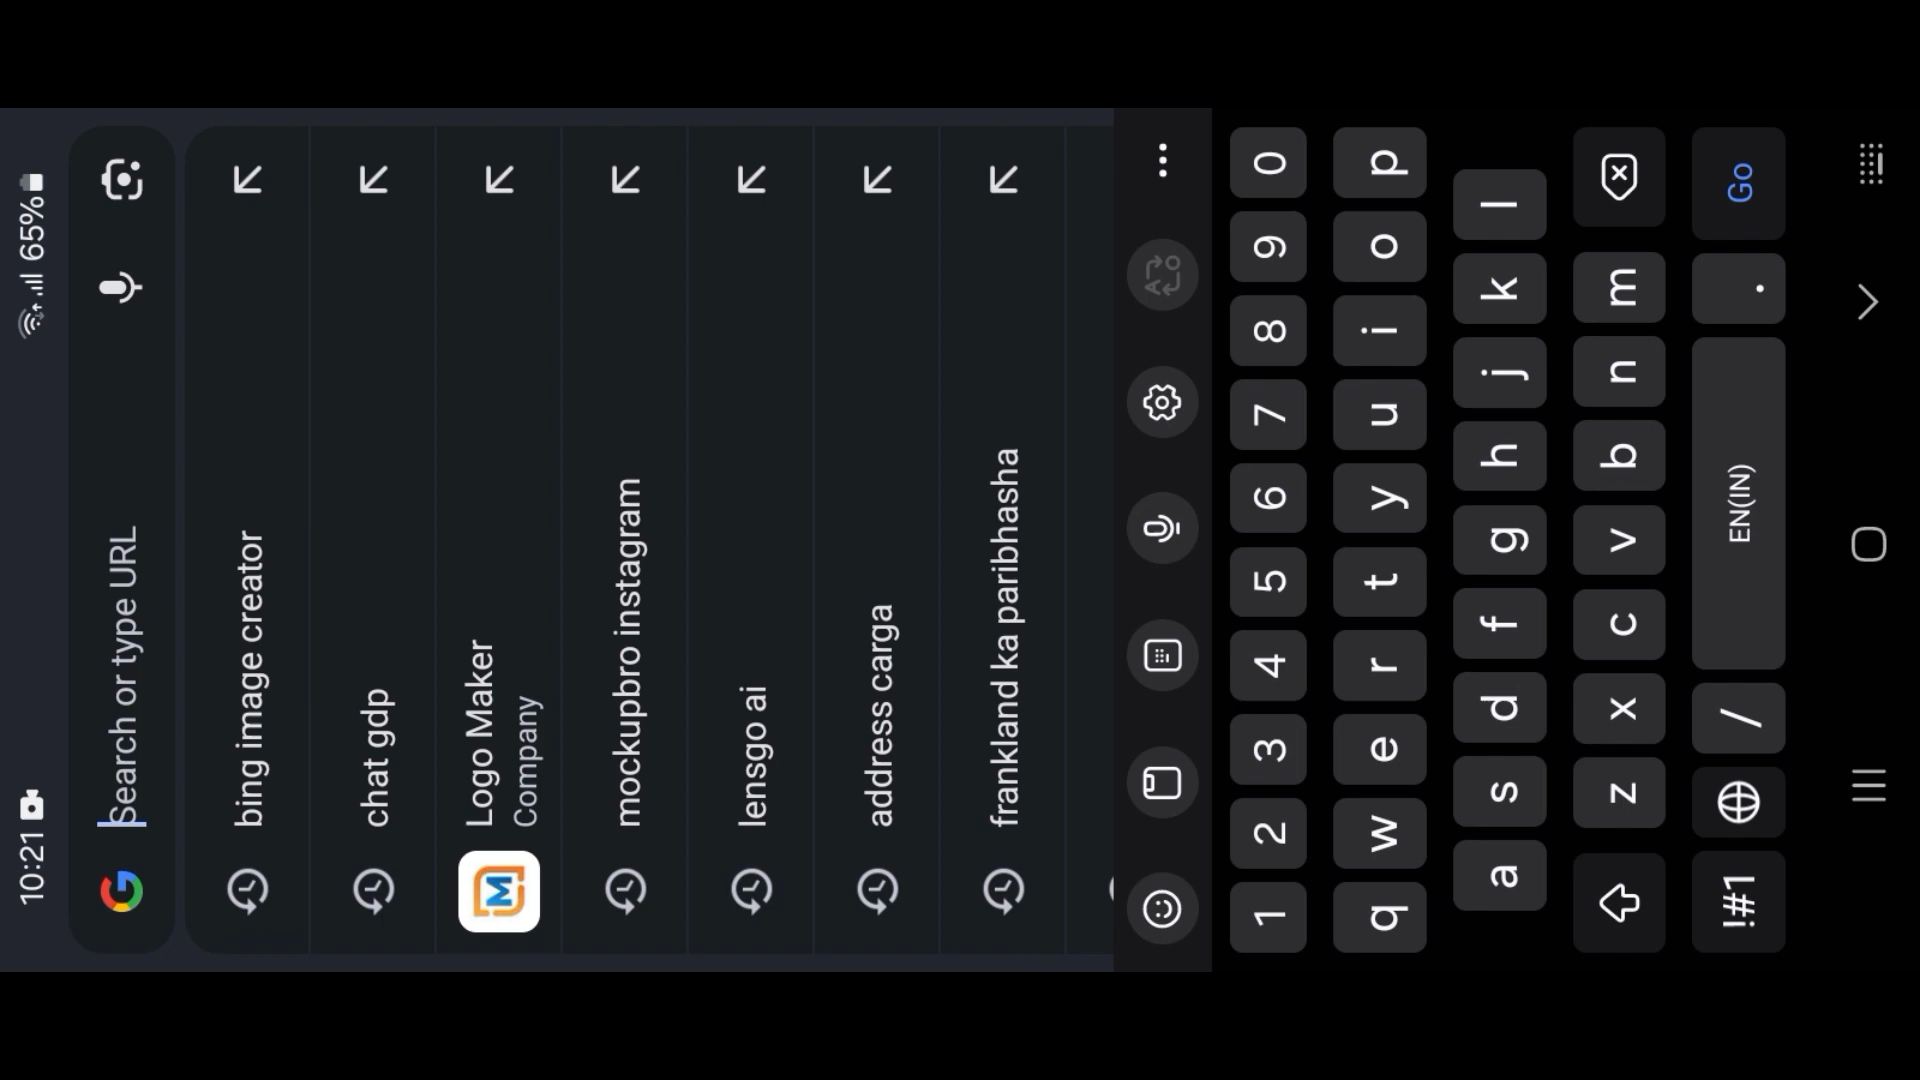 10:21 65%
Search or type URL
bing image creator
chat gdp
Logo Maker
Company
mockupbro instagram
lensgo ai
address carga
frankland ka paribhasha
1 2 3 4 5 6 7 8 9 0
q w e r t y u i o p
a s d f g h j k l
z x c v b n m
!#1 / EN(IN) . Go